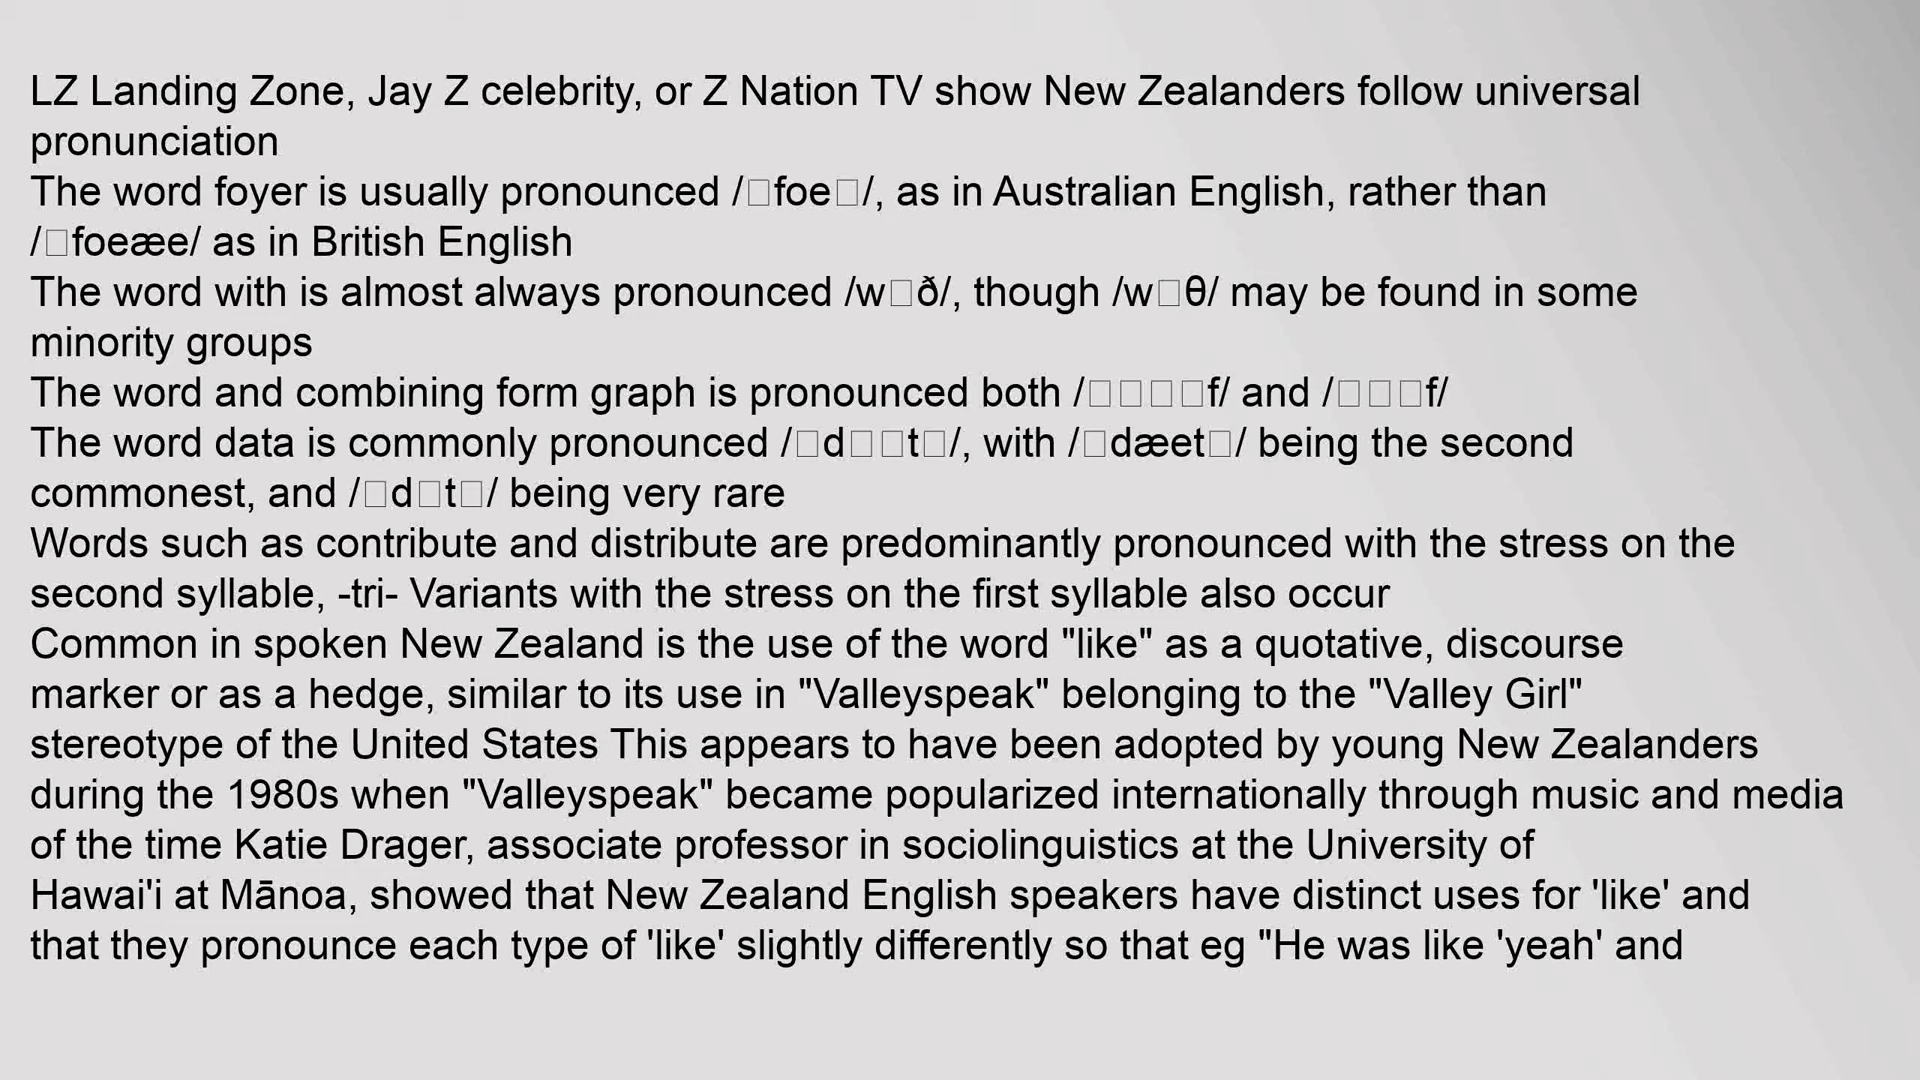 LZ Landing Zone, Jay Z celebrity, or Z Nation TV show New Zealanders follow universal
pronunciation
The word foyer is usually pronounced /□foe□/, as in Australian English, rather than
/□foeæe/ as in British English
The word with is almost always pronounced /w□ð/, though /w□θ/ may be found in some
minority groups
The word and combining form graph is pronounced both /□□□□f/ and /□□□f/
The word data is commonly pronounced /□d□□t□/, with /□dæet□/ being the second
commonest, and /□d□t□/ being very rare
Words such as contribute and distribute are predominantly pronounced with the stress on the
second syllable, -tri- Variants with the stress on the first syllable also occur
Common in spoken New Zealand is the use of the word "like" as a quotative, discourse
marker or as a hedge, similar to its use in "Valleyspeak" belonging to the "Valley Girl"
stereotype of the United States This appears to have been adopted by young New Zealanders
during the 1980s when "Valleyspeak" became popularized internationally through music and media
of the time Katie Drager, associate professor in sociolinguistics at the University of
Hawai'i at Mānoa, showed that New Zealand English speakers have distinct uses for 'like' and
that they pronounce each type of 'like' slightly differently so that eg "He was like 'yeah' and